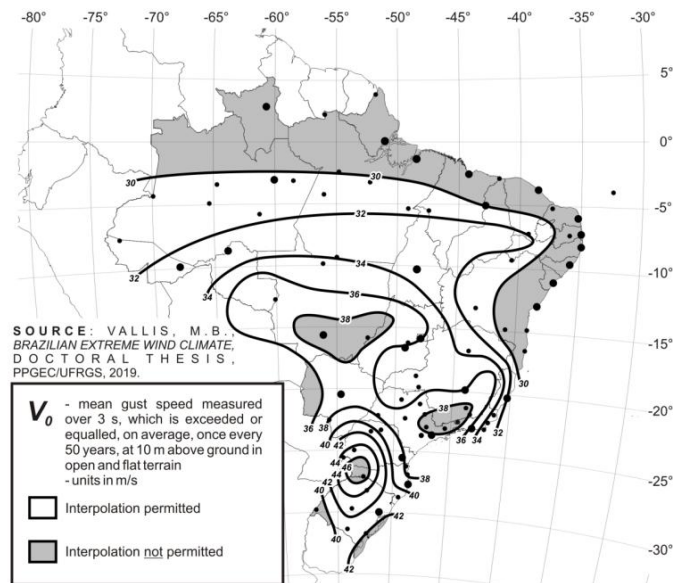 -80° -75° -70° -65° -60° -55° -50° -45° -40° -35° -30°
5°
0°
-5°
-10°
-15°
-20°
-25°
-30°
30
32
34
36
38
32
34
30
38
36
34
32
36
38
40
42
44
46
44
42
40
38
40
42
40
42
SOURCE: VALLIS, M.B.,
BRAZILIAN EXTREME WIND CLIMATE,
DOCTORAL THESIS,
PPGEC/UFRGS, 2019.
V0 - mean gust speed measured
over 3 s, which is exceeded or
equalled, on average, once every
50 years, at 10 m above ground in
open and flat terrain
- units in m/s
Interpolation permitted
Interpolation not permitted